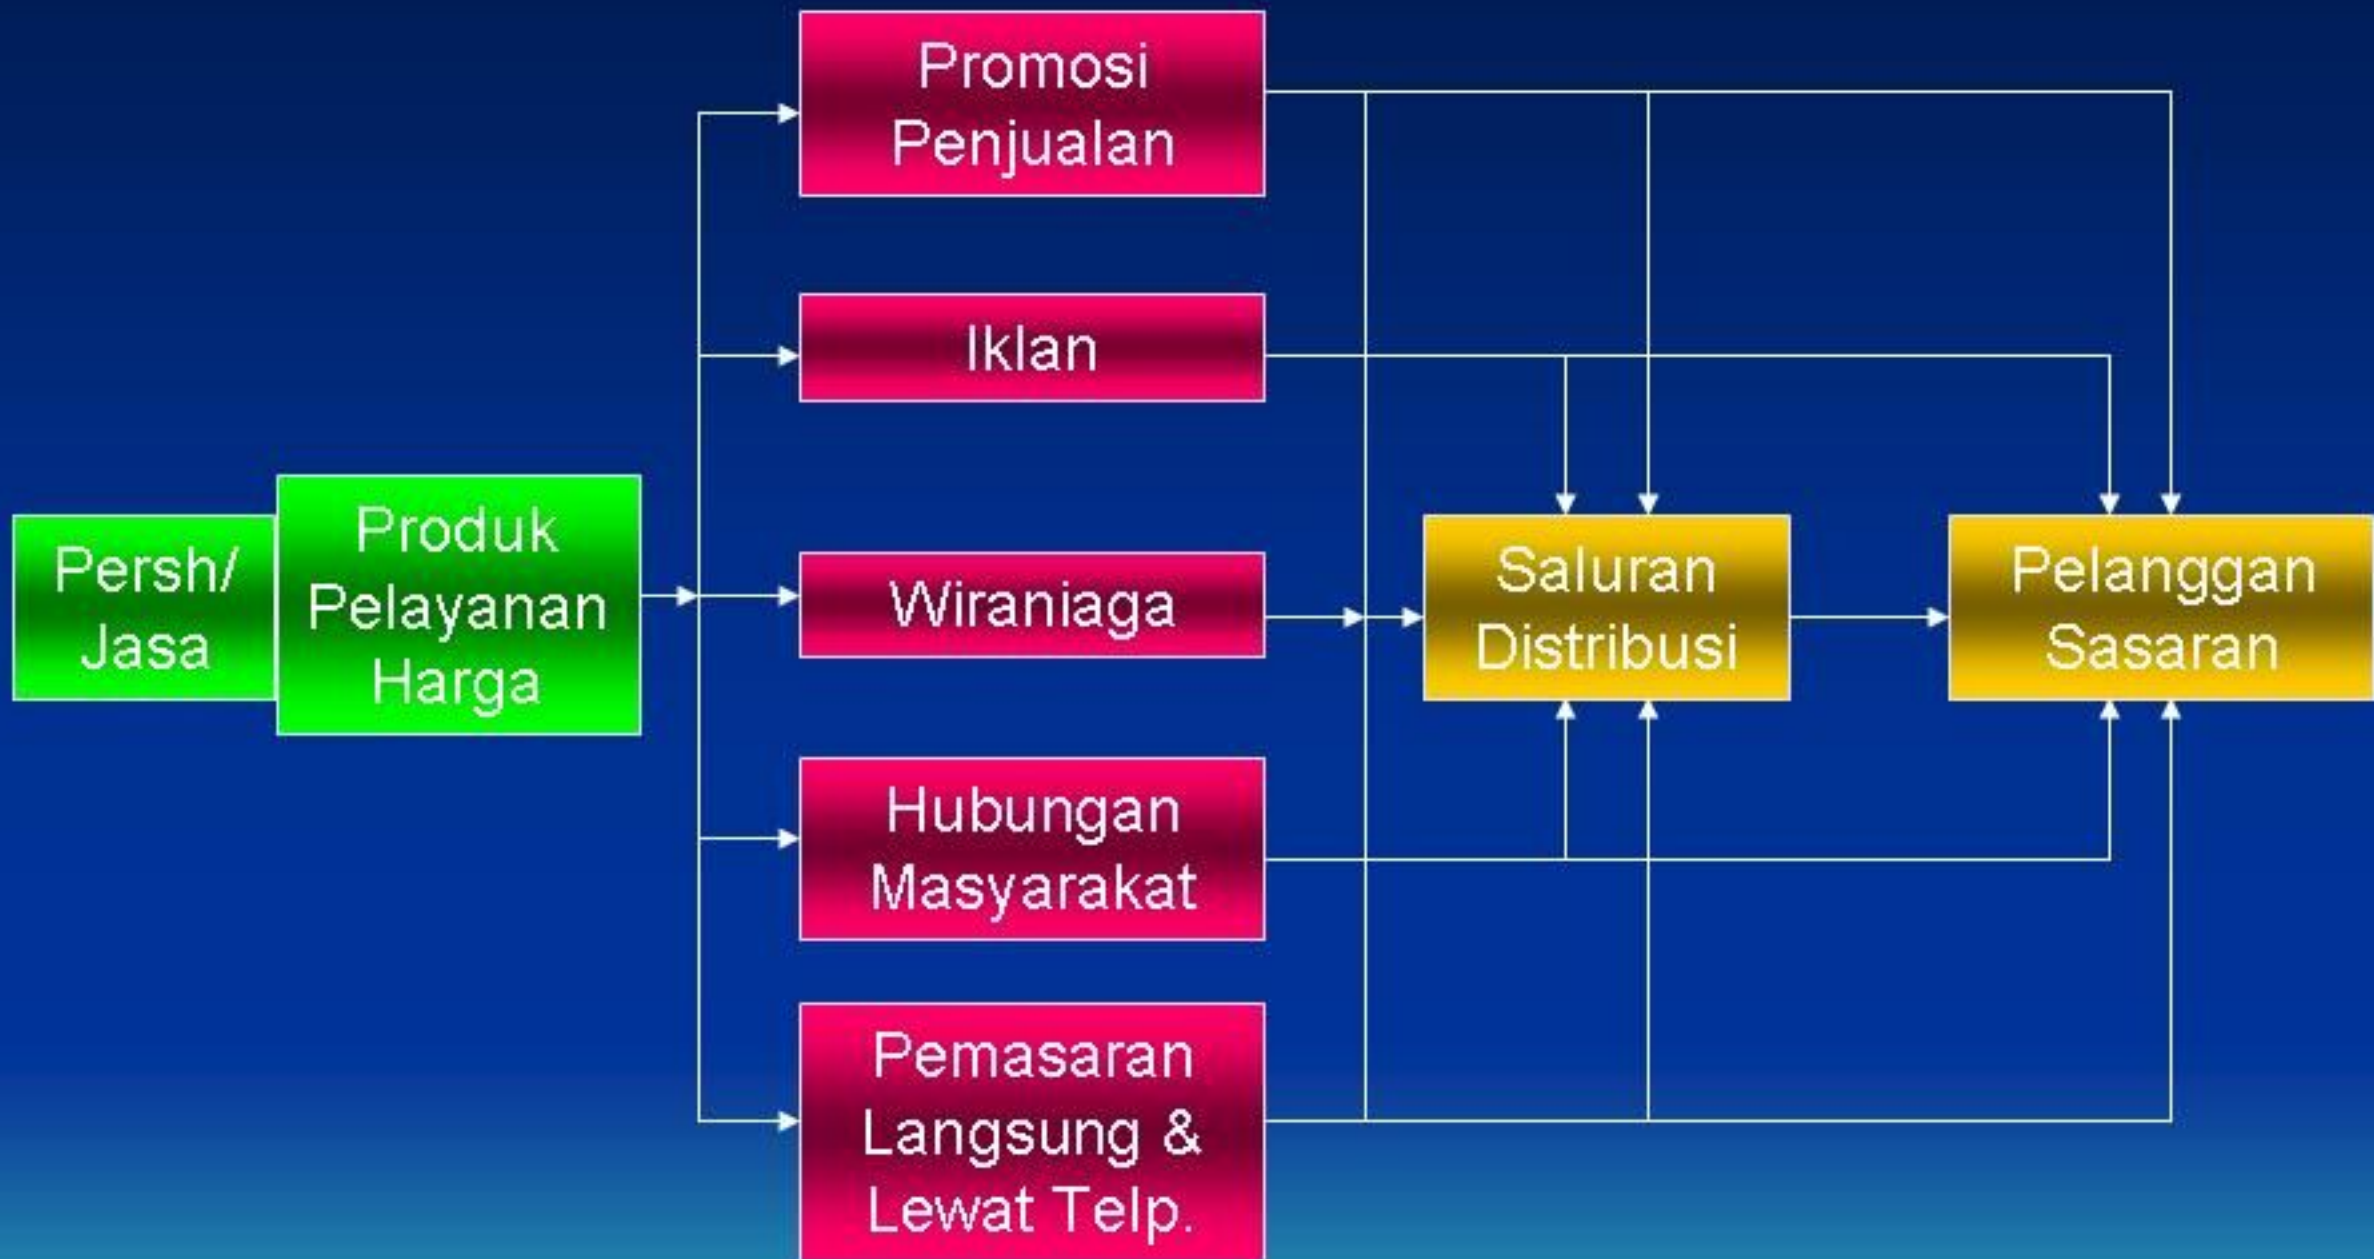 Persh/
Jasa
Produk
Pelayanan
Harga
Promosi
Penjualan
Iklan
Wiraniaga
Hubungan
Masyarakat
Pemasaran
Langsung &
Lewat Telp.
Saluran
Distribusi
Pelanggan
Sasaran